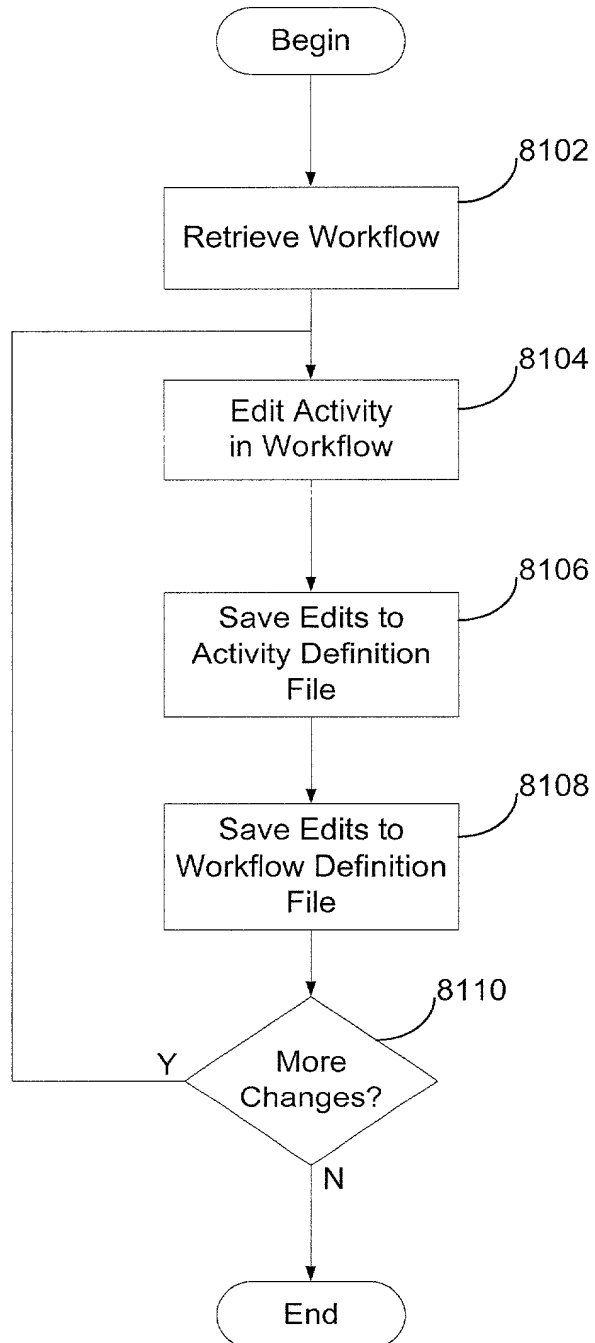 Begin
8102
Retrieve Workflow
8104
Edit Activity
in Workflow
8106
Save Edits to
Activity Definition
File
8108
Save Edits to
Workflow Definition
File
8110
More
Changes?
Y
N
End